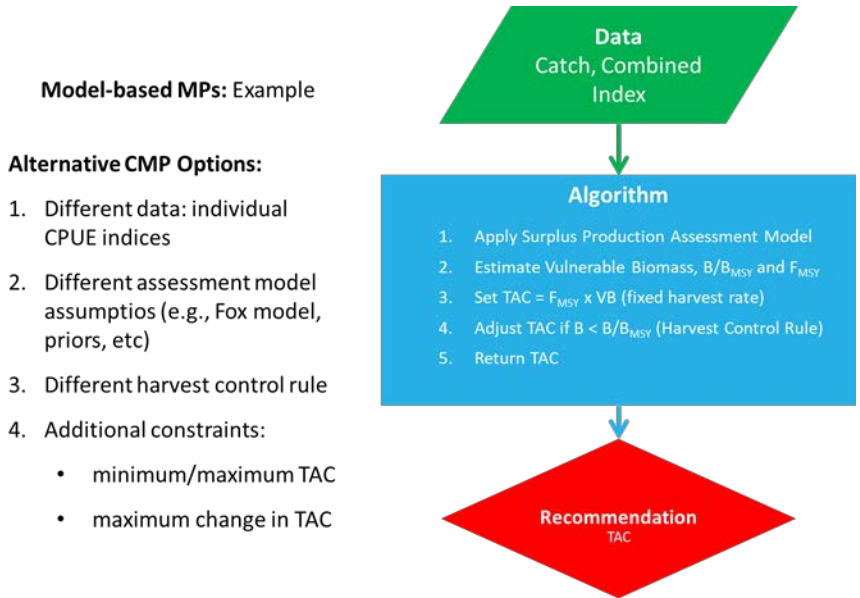 Model-based MPs: Example
Alternative CMP Options:
1. Different data: individual
CPUE indices
2. Different assessment model
assumptios (e.g., Fox model,
priors, etc)
3. Different harvest control rule
4. Additional constraints:
• minimum/maximum TAC
• maximum change in TAC
Data
Catch, Combined
Index
Algorithm
1. Apply Surplus Production Assessment Model
2. Estimate Vulnerable Biomass, B/BMSY and FMSY
3. Set TAC = FMSY x VB (fixed harvest rate)
4. Adjust TAC if B < B/BMSY (Harvest Control Rule)
5. Return TAC
Recommendation
TAC